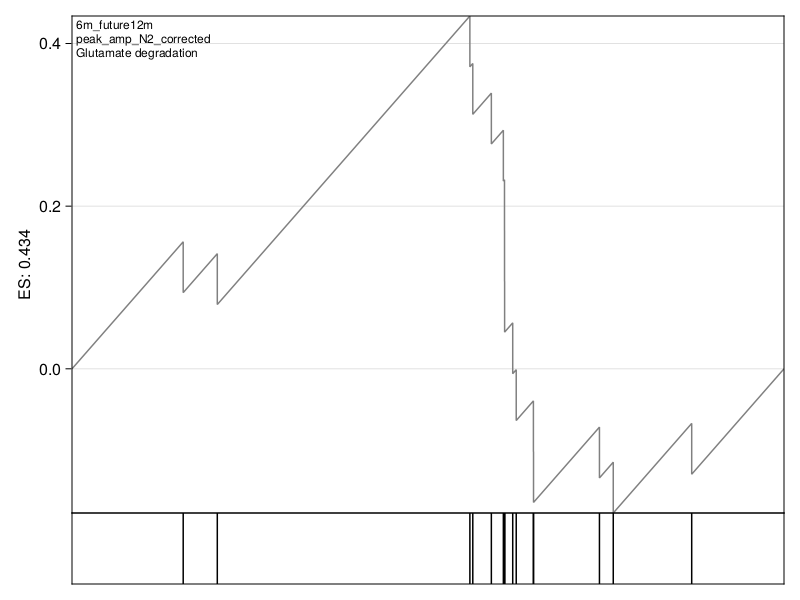 6m_future12m
peak_amp_N2_corrected
Glutamate degradation
0.4
0.2
0.0
ES: 0.434